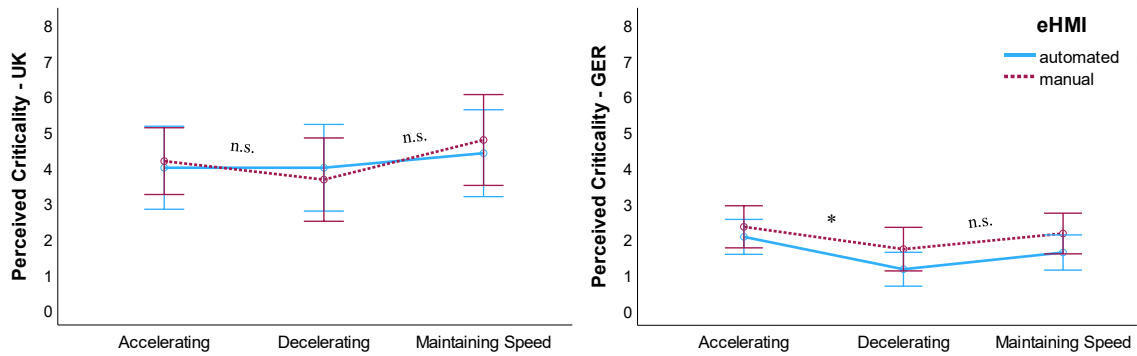 Perceived Criticality - UK
8
7
6
5
4
3
2
1
0
n.s.
n.s.
Accelerating
Decelerating
Maintaining Speed
Perceived Criticality - GER
8
7
6
5
4
3
2
1
0
*
n.s.
Accelerating
Decelerating
Maintaining Speed
eHMI
automated
manual